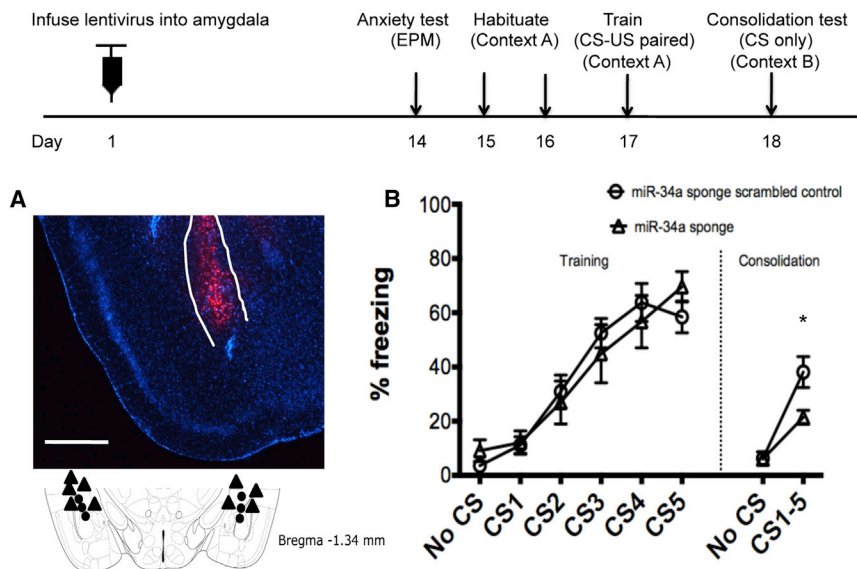 Infuse lentivirus into amygdala
Anxiety test
(EPM)
Habituate
(Context A)
Train
(CS-US paired)
(Context A)
Consolidation test
(CS only)
(Context B)
Day 1 14 15 16 17 18
A
Bregma -1.34 mm
B
miR-34a sponge scrambled control
miR-34a sponge
Training
Consolidation
% freezing
100
80
60
40
20
0
*
No CS
CS1
CS2
CS3
CS4
CS5
No CS
CS1-5